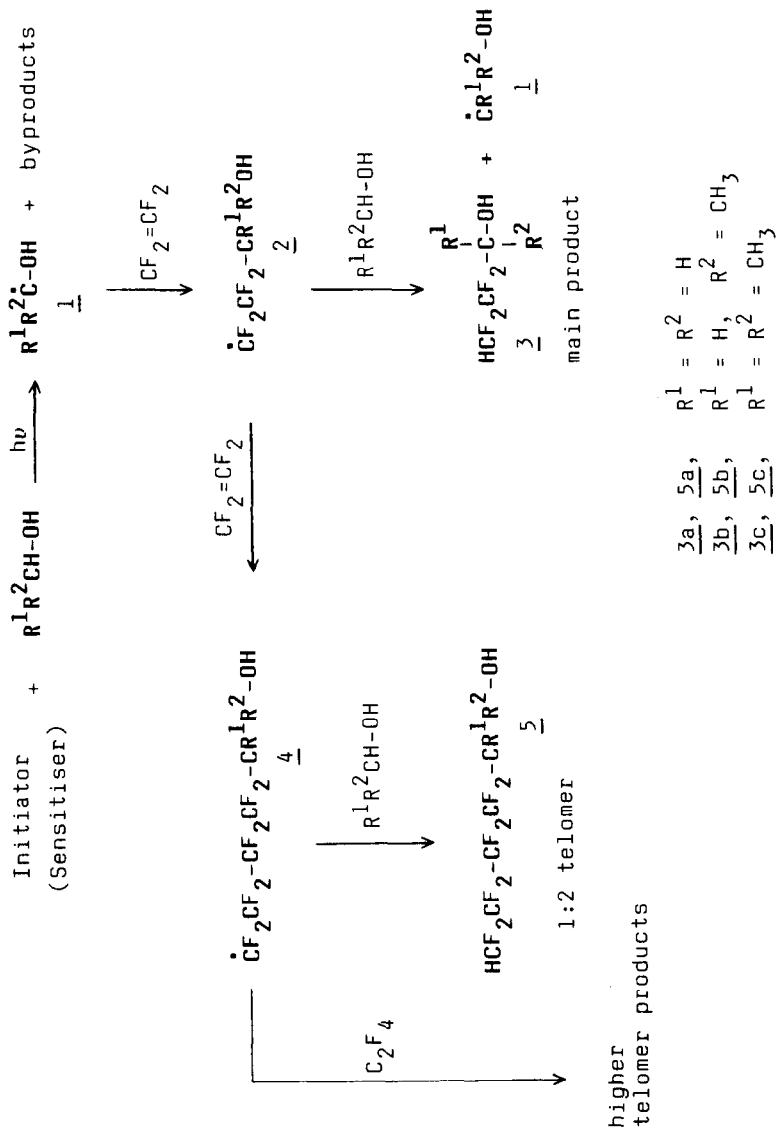 Initiator + R¹R²CH-OH hν R¹R²Ċ-OH + byproducts
(Sensitiser) 1
CF₂=CF₂
ĊF₂CF₂-CF₂CF₂-CR¹R²-OH CF₂=CF₂ ĊF₂CF₂-CR¹R²OH
4 2
C₂F₄ R¹R²CH-OH R¹R²CH-OH
HCF₂CF₂-CF₂CF₂-CR¹R²-OH
5
1:2 telomer
R¹
HCF₂CF₂-C-OH + ĊR¹R²-OH
R²
3 1
main product
higher
telomer products
3a, 5a, R¹ = R² = H
3b, 5b, R¹ = H, R² = CH₃
3c, 5c, R¹ = R² = CH₃